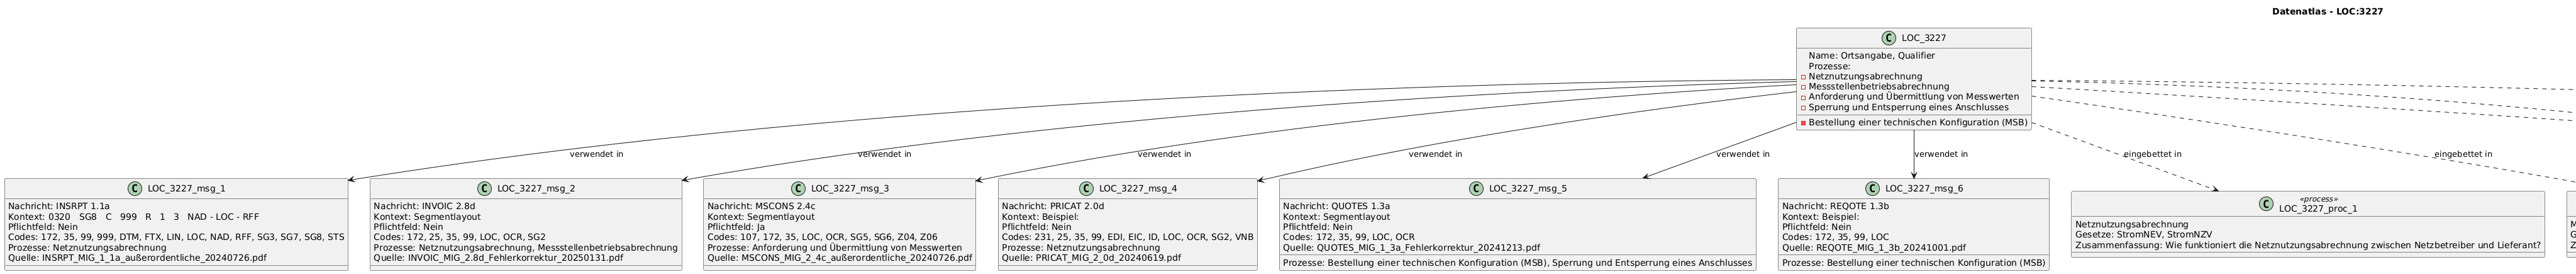 Datenatlas - LOC:3227
C LOC_3227
Name: Ortsangabe, Qualifier
Prozesse:
Netznutzungsabrechnung
Messstellenbetriebsabrechnung
Anforderung und Übermittlung von Messwerten
Sperrung und Entsperrung eines Anschlusses
Bestellung einer technischen Konfiguration (MSB)
verwendet in
verwendet in
verwendet in
verwendet in
verwendet in
verwendet in
eingebettet in
eingebettet in
C LOC_3227_msg_1
Nachricht: INSRPT 1.1a
Kontext: 0320 SG8 C 999 R 1 3 NAD - LOC - RFF
Pflichtfeld: Nein
Codes: 172, 35, 99, 999, DTM, FTX, LIN, LOC, NAD, RFF, SG3, SG7, SG8, STS
Prozesse: Netznutzungsabrechnung
Quelle: INSRPT_MIG_1_1a_außerordentliche_20240726.pdf
C LOC_3227_msg_2
Nachricht: INVOIC 2.8d
Kontext: Segmentlayout
Pflichtfeld: Nein
Codes: 172, 25, 35, 99, LOC, OCR, SG2
Prozesse: Netznutzungsabrechnung, Messstellenbetriebsabrechnung
Quelle: INVOIC_MIG_2.8d_Fehlerkorrektur_20250131.pdf
C LOC_3227_msg_3
Nachricht: MSCONS 2.4c
Kontext: Segmentlayout
Pflichtfeld: Ja
Codes: 107, 172, 35, LOC, OCR, SG5, SG6, Z04, Z06
Prozesse: Anforderung und Übermittlung von Messwerten
Quelle: MSCONS_MIG_2_4c_außerordentliche_20240726.pdf
C LOC_3227_msg_4
Nachricht: PRICAT 2.0d
Kontext: Beispiel:
Pflichtfeld: Nein
Codes: 231, 25, 35, 99, EDI, EIC, ID, LOC, OCR, SG2, VNB
Prozesse: Netznutzungsabrechnung
Quelle: PRICAT_MIG_2_0d_20240619.pdf
C LOC_3227_msg_5
Nachricht: QUOTES 1.3a
Kontext: Segmentlayout
Pflichtfeld: Nein
Codes: 172, 35, 99, LOC, OCR
Quelle: QUOTES_MIG_1_3a_Fehlerkorrektur_20241213.pdf
Prozesse: Bestellung einer technischen Konfiguration (MSB), Sperrung und Entsperrung eines Anschlusses
C LOC_3227_msg_6
Nachricht: REQOTE 1.3b
Kontext: Beispiel:
Pflichtfeld: Nein
Codes: 172, 35, 99, LOC
Quelle: REQOTE_MIG_1_3b_20241001.pdf
Prozesse: Bestellung einer technischen Konfiguration (MSB)
«process»
C LOC_3227_proc_1
Netznutzungsabrechnung
Gesetze: StromNEV, StromNZV
Zusammenfassung: Wie funktioniert die Netznutzungsabrechnung zwischen Netzbetreiber und Lieferant?